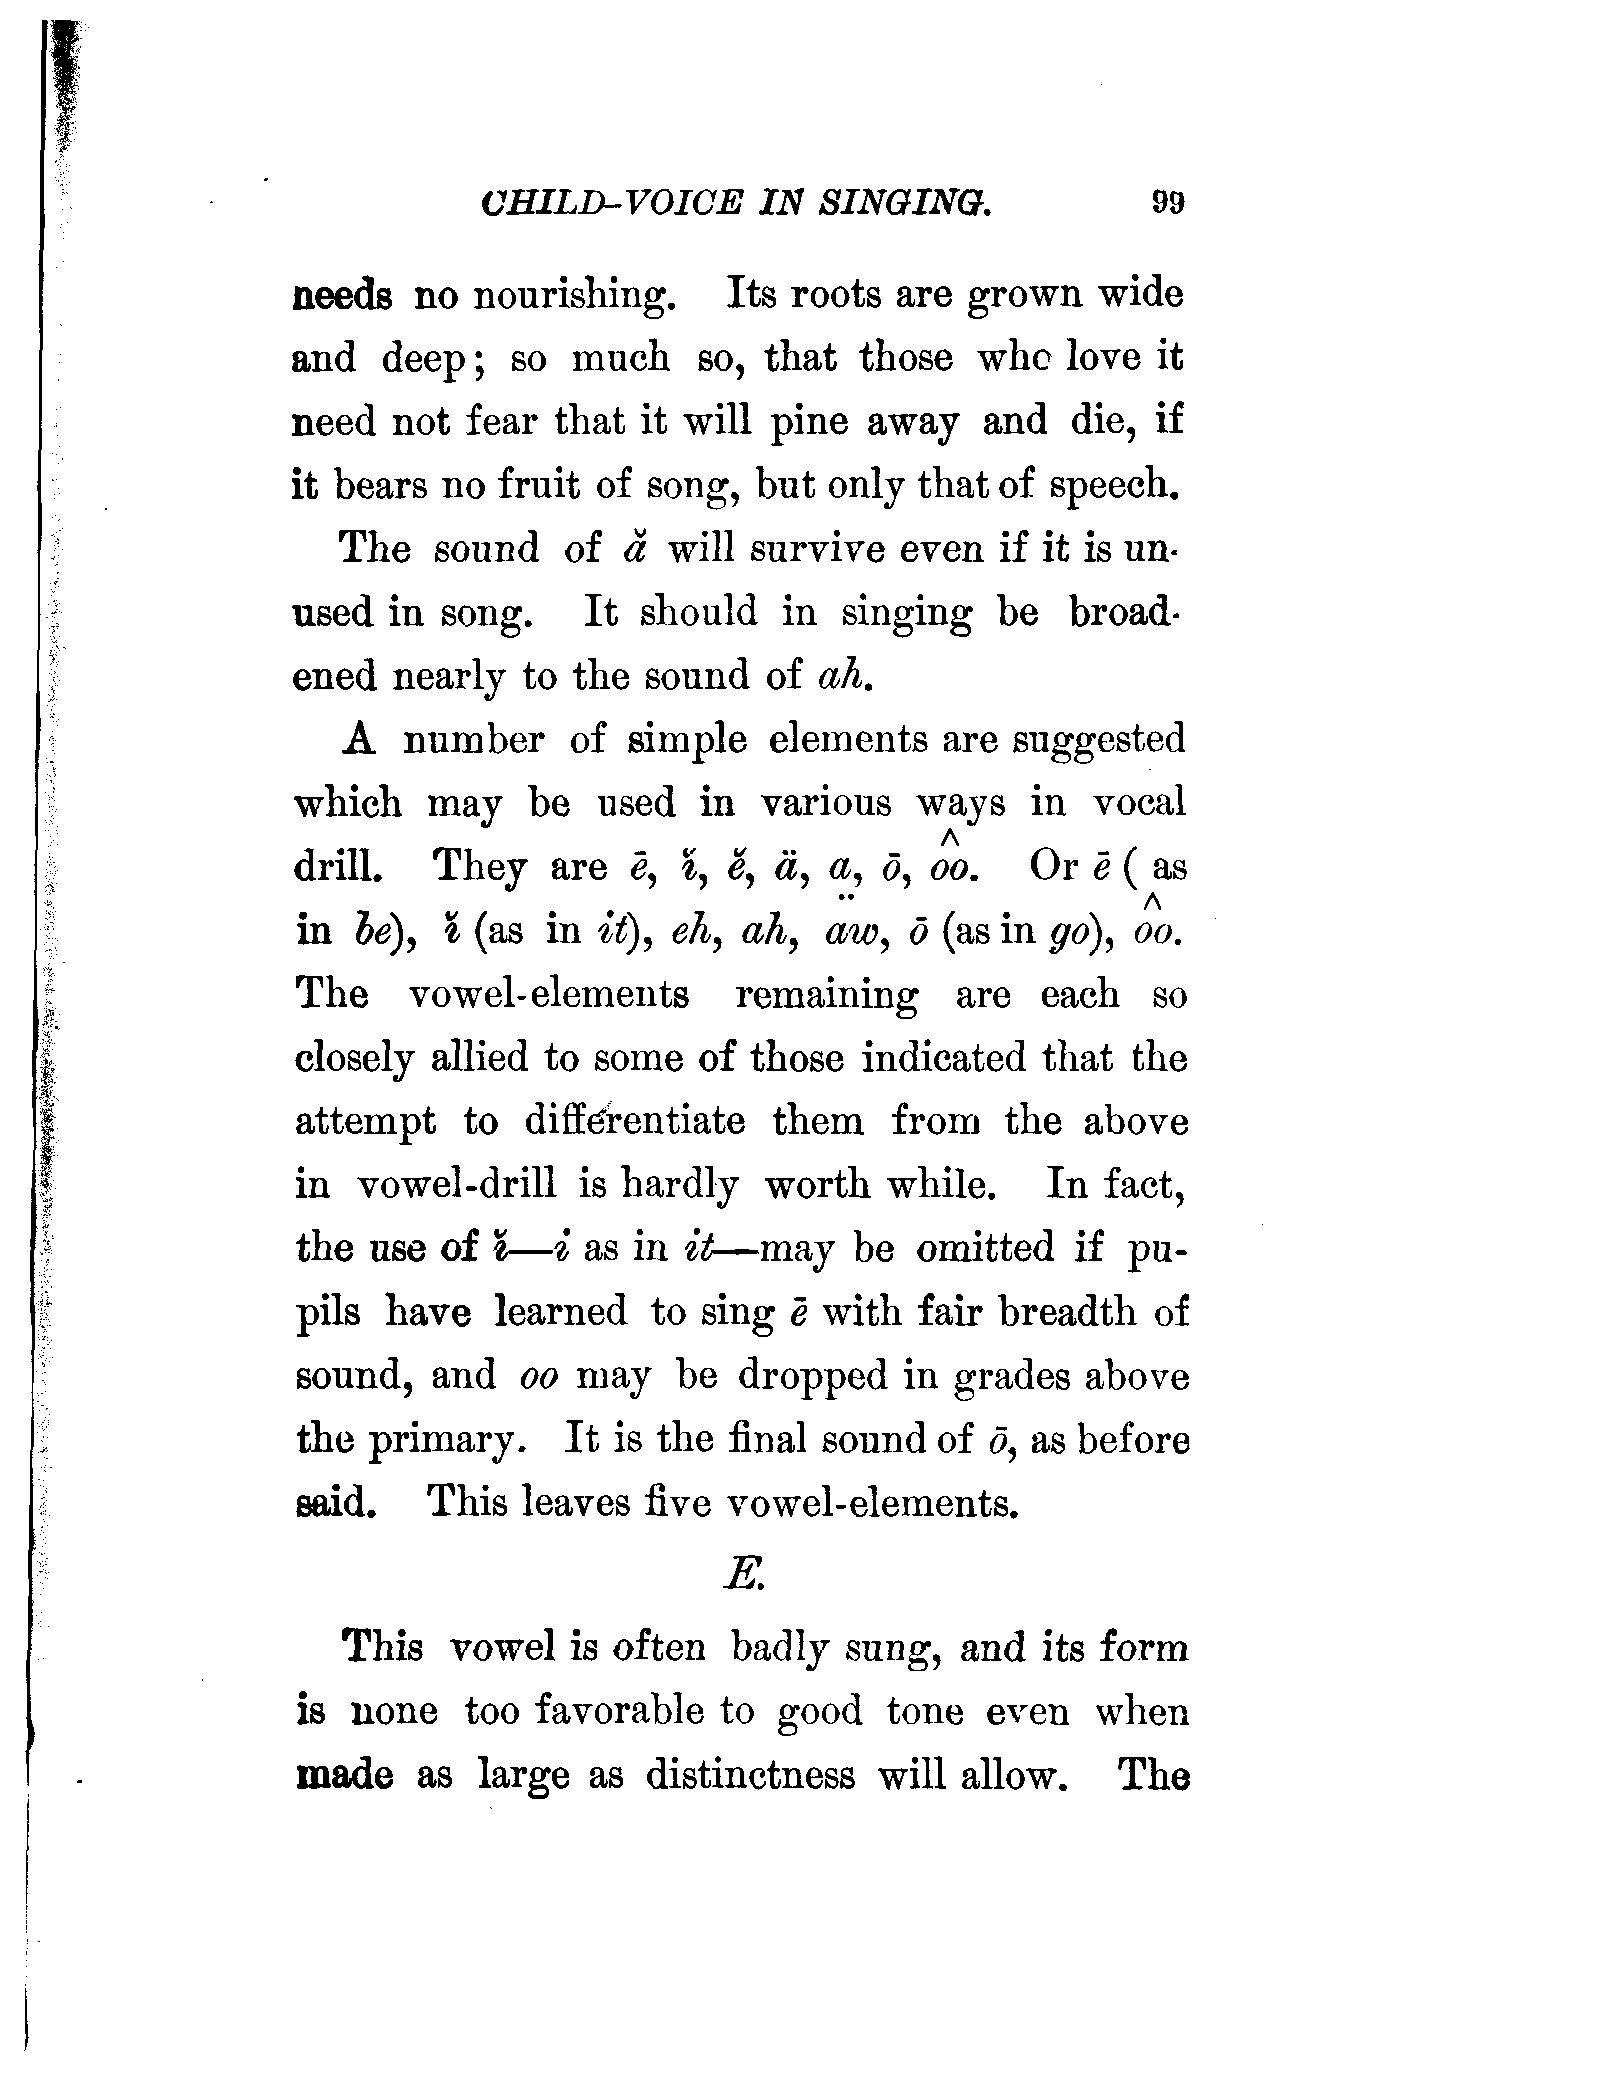 CHILD-VOICE IN SINGING. 99
needs no nourishing. Its roots are grown wide
and deep; so much so, that those who love it
need not fear that it will pine away and die, if
it bears no fruit of song, but only that of speech.
The sound of ă will survive even if it is un-
used in song. It should in singing be broad-
ened nearly to the sound of ah.
A number of simple elements are suggested
which may be used in various ways in vocal
drill. They are ē, ĭ, ĕ, ä, a̤, ō, o͡o. Or ē ( as
in be), ĭ (as in it), eh, ah, aw, ō (as in go), o͡o.
The vowel-elements remaining are each so
closely allied to some of those indicated that the
attempt to differentiate them from the above
in vowel-drill is hardly worth while. In fact,
the use of ĭ—i as in it—may be omitted if pu-
pils have learned to sing ē with fair breadth of
sound, and oo may be dropped in grades above
the primary. It is the final sound of ō, as before
said. This leaves five vowel-elements.
E.
This vowel is often badly sung, and its form
is none too favorable to good tone even when
made as large as distinctness will allow. The